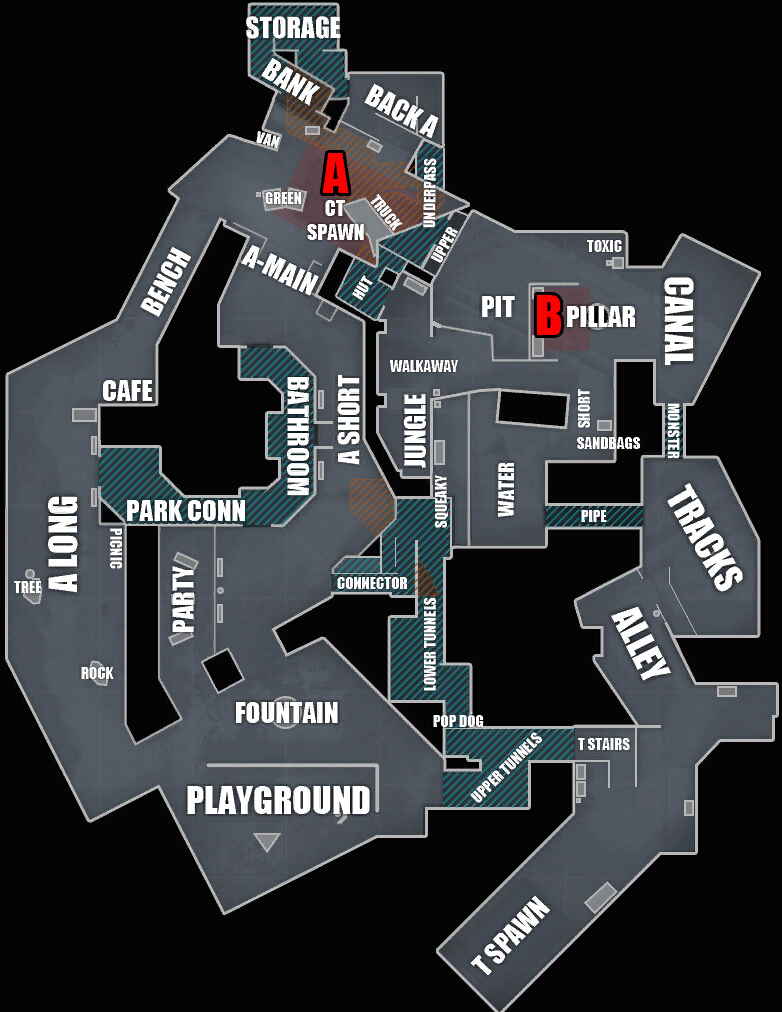 STORAGE
BANK
BACK A
VAN
A
UNDERPASS
GREEN
CT
SPAWN
TRUCK
UPPER
TOXIC
A-MAIN
HUT
BENCH
CANAL
PIT
B
PILLAR
WALKAWAY
CAFE
BATHROOM
A SHORT
JUNGLE
SHORT
SANDBAGS
MONSTER
SQUEAKY
WATER
PARK CONN
PIPE
TRACKS
A LONG
PICNIC
TREE
PARTY
CONNECTOR
LOWER TUNNELS
ALLEY
ROCK
FOUNTAIN
POP DOG
T STAIRS
UPPER TUNNELS
PLAYGROUND
T SPAWN